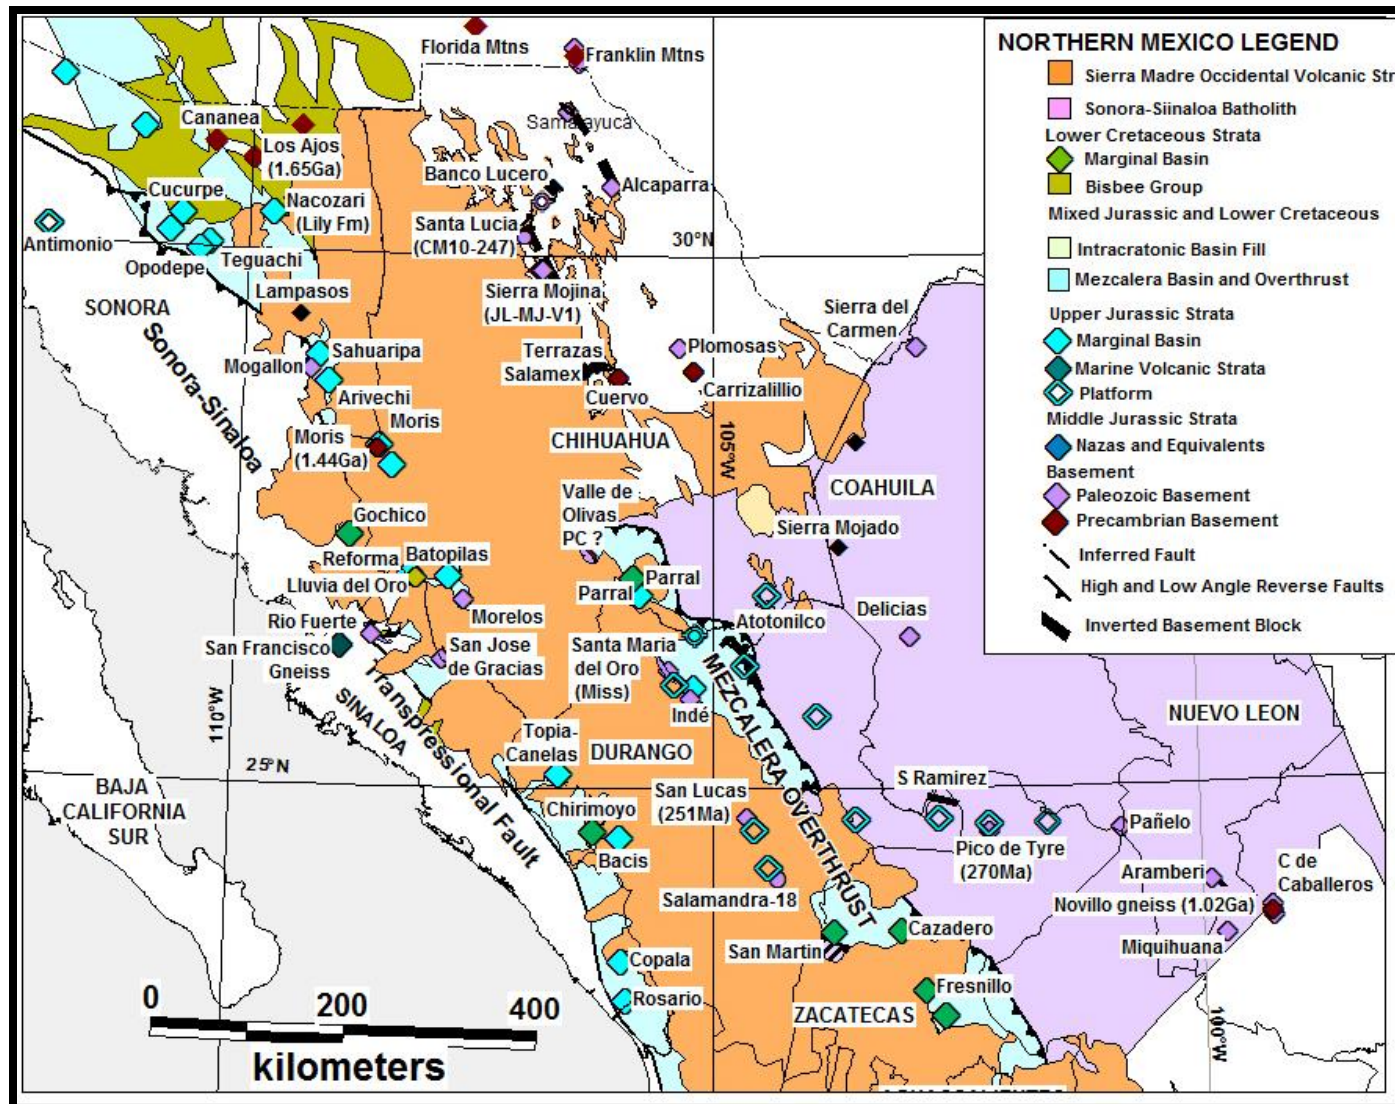 NORTHERN MEXICO LEGEND
Sierra Madre Occidental Volcanic Str
Sonora-Siinaloa Batholith
Lower Cretaceous Strata
Marginal Basin
Bisbee Group
Mixed Jurassic and Lower Cretaceous
Intracratonic Basin Fill
Mezcalera Basin and Overthrust
Upper Jurassic Strata
Marginal Basin
Marine Volcanic Strata
Platform
Middle Jurassic Strata
Nazas and Equivalents
Basement
Paleozoic Basement
Precambrian Basement
Inferred Fault
High and Low Angle Reverse Faults
Inverted Basement Block
Florida Mtns
Franklin Mtns
Samalayuca
Cananea
Los Ajos
(1.65Ga)
Banco Lucero
Alcaparra
Cucurpe
Nacozari
(Lily Fm)
Santa Lucia
(CM10-247)
30°N
Antimonio
Opodepe
Teguachi
Lampasos
Sierra Mojina
(JL-MJ-V1)
SONORA
Sierra del
Carmen
Sonora-Sinaloa
Transpressional Fault
Mogallon
Sahuaripa
Arivechi
Terrazas
Salamex
Cuervo
Plomosas
Carrizalillio
Moris
Moris
(1.44Ga)
CHIHUAHUA
105°W
COAHUILA
Gochico
Valle de
Olivas
PC ?
Sierra Mojado
Reforma
Batopilas
Lluvia del Oro
Parral
Parral
Morelos
Atotonilco
Delicias
Rio Fuerte
San Francisco
Gneiss
San Jose
de Gracias
Santa Maria
del Oro
(Miss)
Indé
MEZCALERA OVERTHRUST
110°W
SINALOA
NUEVO LEON
Topia-
Canelas
DURANGO
25°N
BAJA
CALIFORNIA
SUR
S Ramirez
San Lucas
(251Ma)
Chirimoyo
Bacis
Pico de Tyre
(270Ma)
Pañelo
Aramberi
C de
Caballeros
Salamandra-18
Novillo gneiss (1.02Ga)
Cazadero
Miquihuana
San Martin
Copala
Rosario
Fresnillo
ZACATECAS
100°W
0
200
400
kilometers